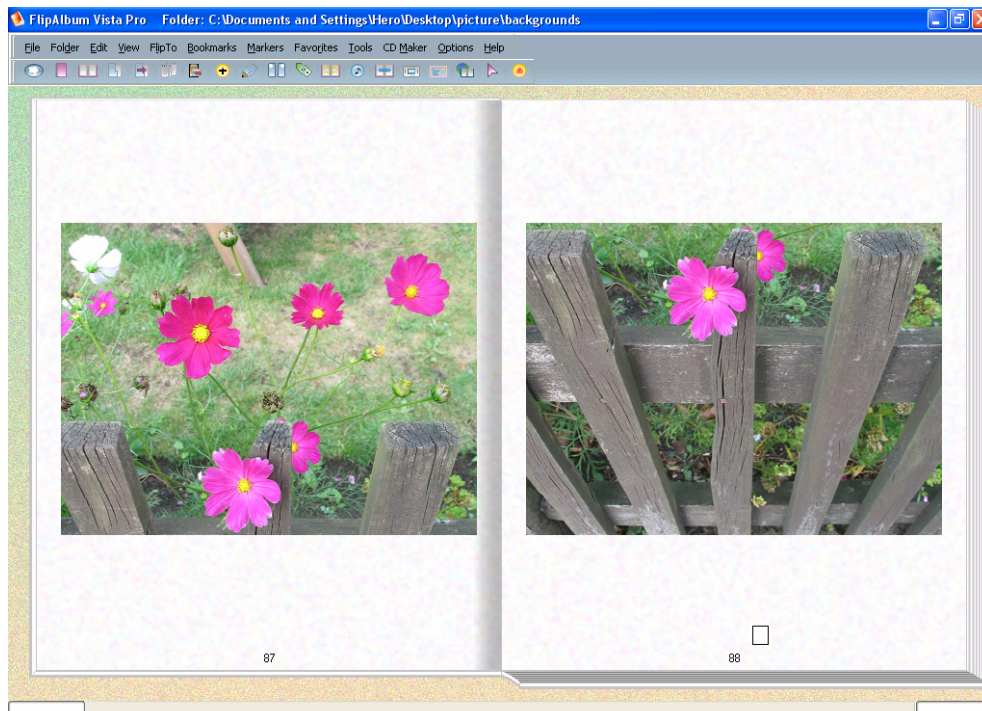 FlipAlbum Vista Pro Folder: C:\Documents and Settings\Hero\Desktop\picture\backgrounds
File Folder Edit View FlipTo Bookmarks Markers Favorites Tools CD Maker Options Help
87 88